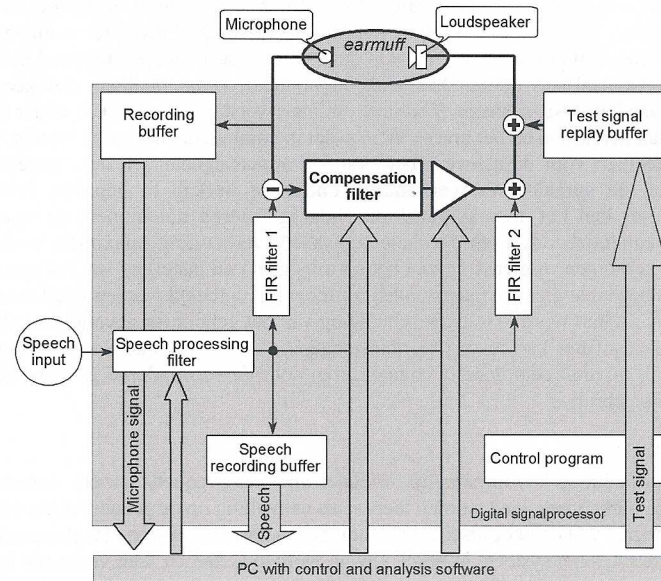 Microphone
Loudspeaker
earmuff
Recording
buffer
Test signal
replay buffer
Compensation
filter
FIR filter 1
FIR filter 2
Speech
input
Speech processing
filter
Microphone signal
Speech
recording buffer
Speech
Control program
Test signal
Digital signalprocessor
PC with control and analysis software